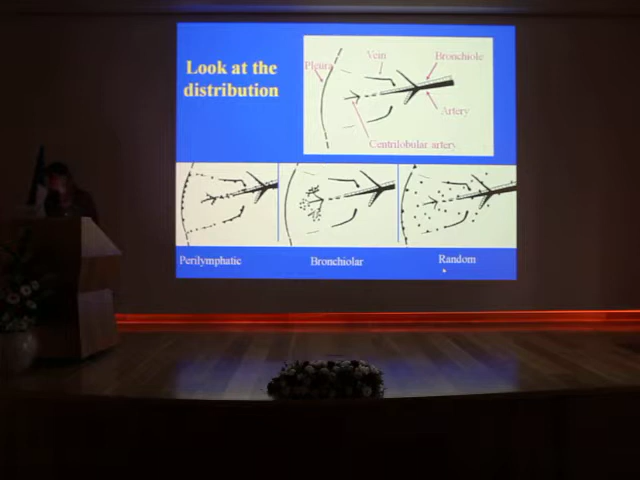 Look at the
distribution
Pleura
Vein
Bronchiole
Artery
Centrilobular artery
Perilymphatic
Bronchiolar
Random